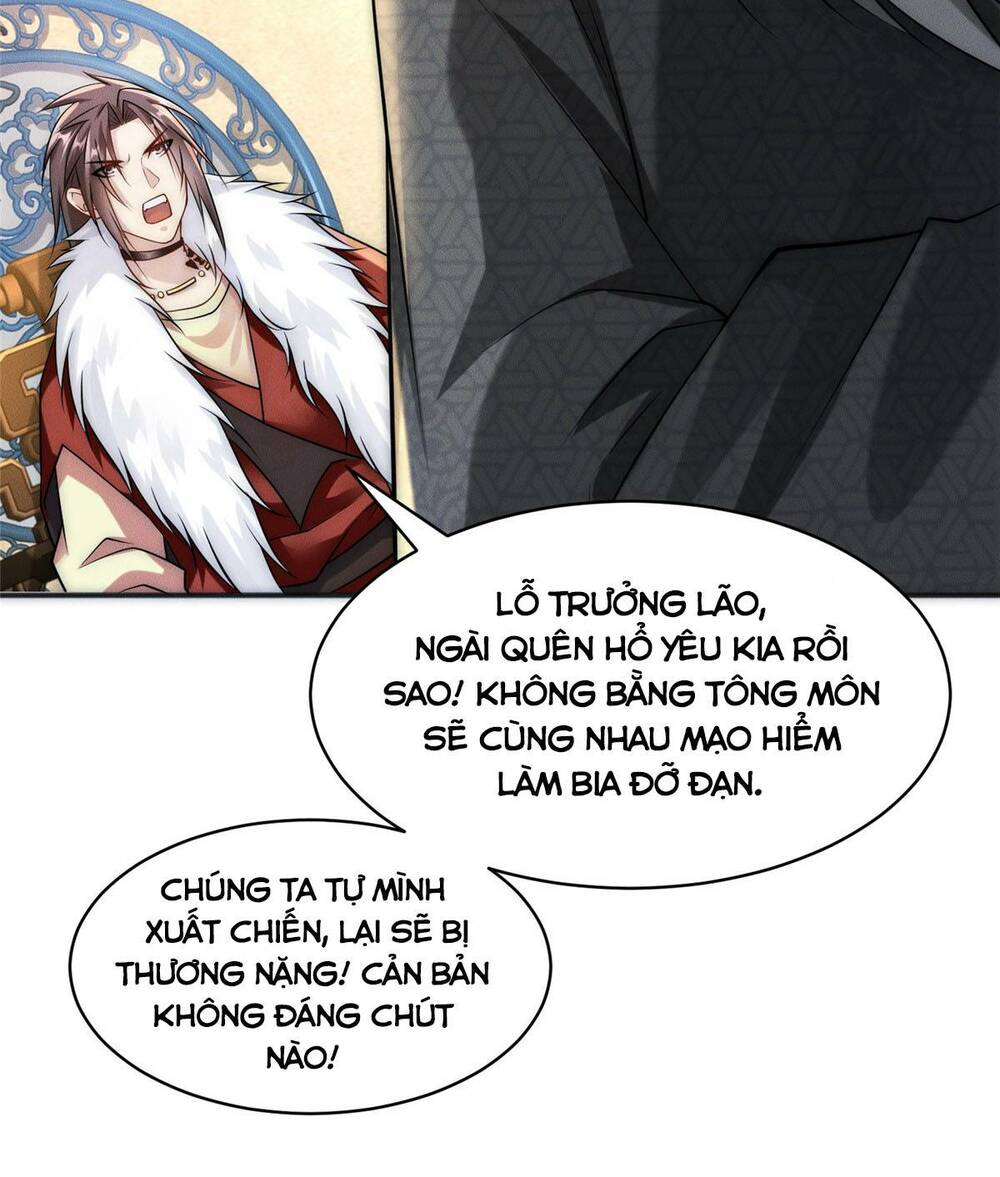 LỖ TRƯỞNG LÃO,
NGÀI QUÊN HỔ YÊU KIA RỒI
SAO! KHÔNG BẰNG TÔNG MÔN
SẼ CÙNG NHAU MẠO HIỂM
LÀM BIA ĐỠ ĐẠN.
CHÚNG TA TỰ MÌNH
XUẤT CHIẾN, LẠI SẼ BỊ
THƯƠNG NẶNG! CẢN BẢN
KHÔNG ĐÁNG CHÚT
NÀO!